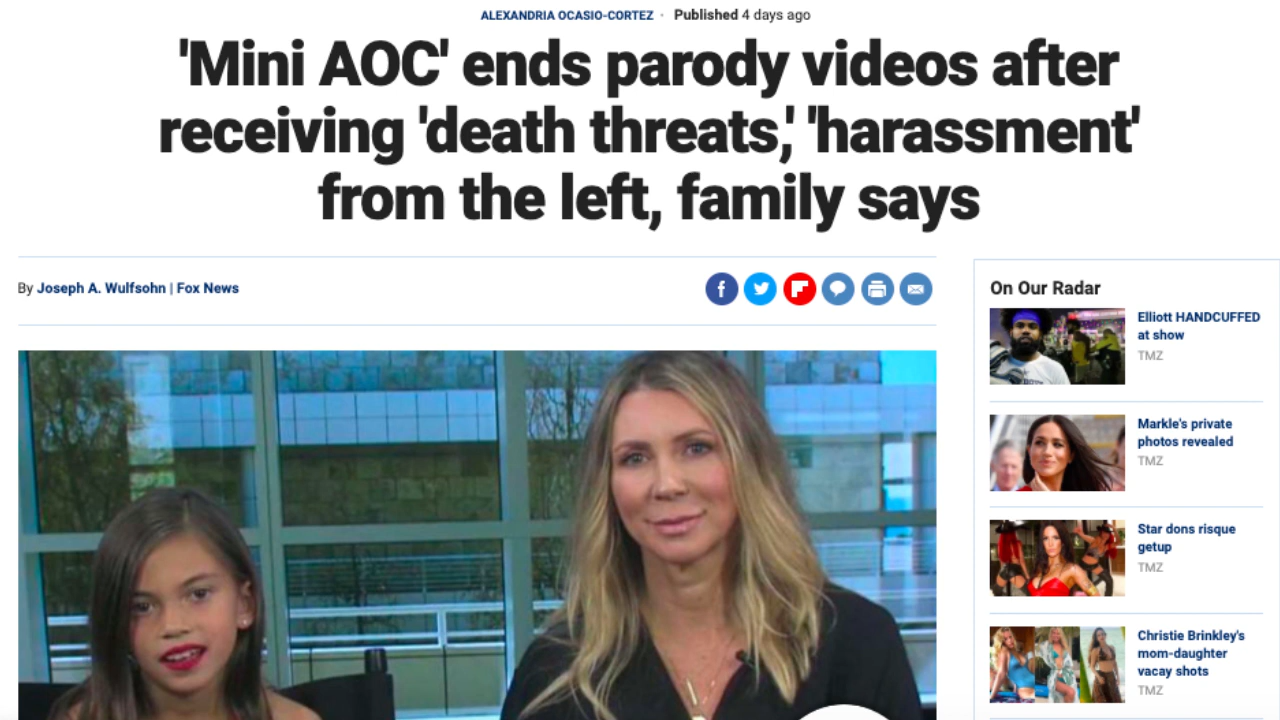 ALEXANDRIA OCASIO-CORTEZ · Published 4 days ago
'Mini AOC' ends parody videos after
receiving 'death threats,' 'harassment'
from the left, family says
By Joseph A. Wulfsohn | Fox News
On Our Radar
Elliott HANDCUFFED
at show
TMZ
Markle's private
photos revealed
TMZ
Star dons risque
getup
TMZ
Christie Brinkley's
mom-daughter
vacay shots
TMZ